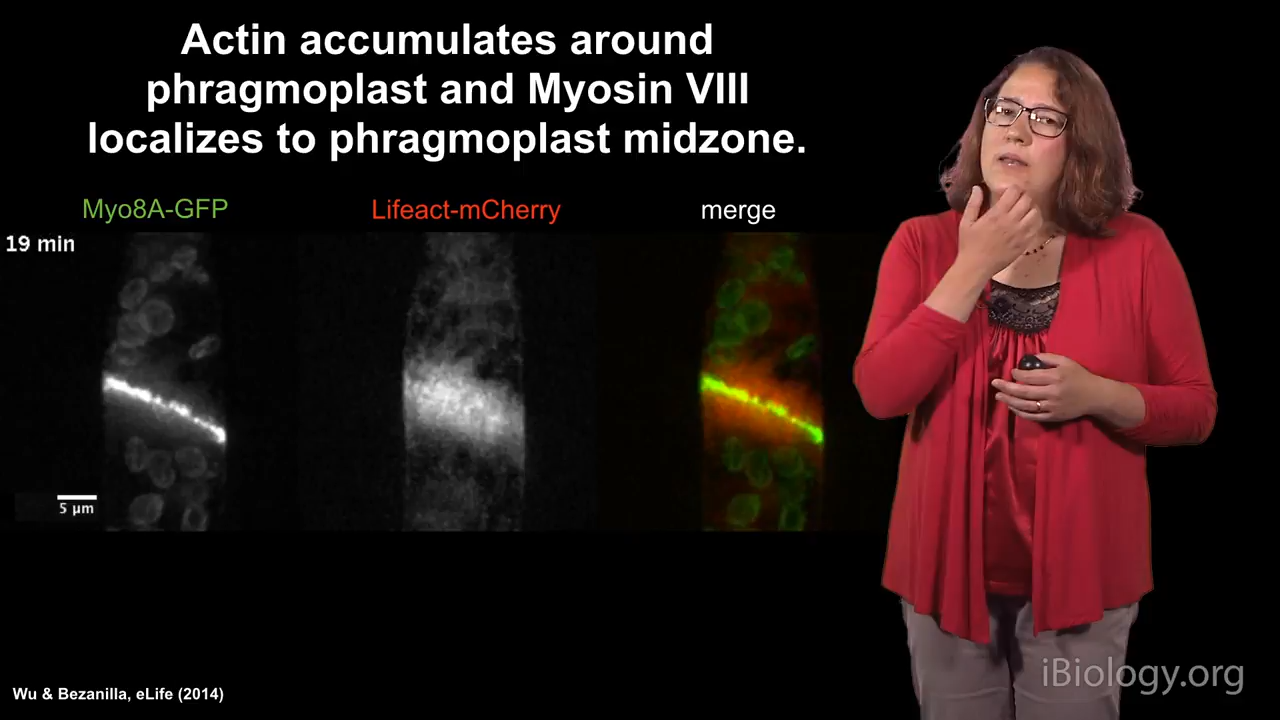 Actin accumulates around
phragmoplast and Myosin VIII
localizes to phragmoplast midzone.
Myo8A-GFP
Lifeact-mCherry
merge
19 min
5 µm
Wu & Bezanilla, eLife (2014)
iBiology.org